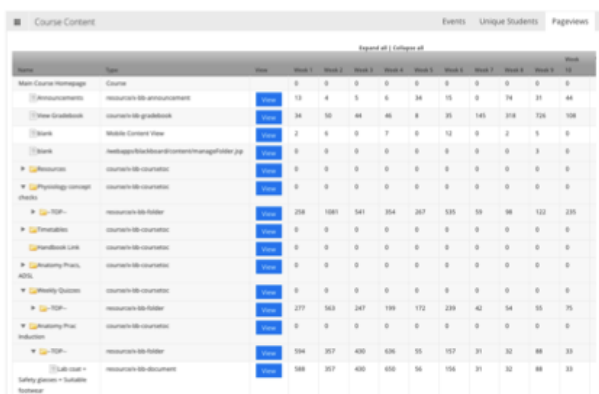 Course Content Events Unique Students Pageviews
Expand all | Collapse all
Week
Name Type View Week 1 Week 2 Week 3 Week 4 Week 5 Week 6 Week 7 Week 8 Week 9 10
Main Course Homepage Course 0 0 0 0 0 0 0 0 0 0
Announcements resource/x-bb-announcement View 13 4 5 6 34 15 0 74 31 44
View Gradebook course/x-bb-gradebook View 34 50 44 46 8 35 145 318 726 108
blank Mobile Content View View 2 6 0 7 0 12 0 2 5 0
blank /webapps/blackboard/content/manageFolder.jsp View 0 0 0 0 0 0 0 0 3 0
Resources course/x-bb-coursetoc View 0 0 0 0 0 0 0 0 0 0
Physiology concept course/x-bb-coursetoc View 0 0 0 0 0 0 0 0 0 0
checks
--TOP-- resource/x-bb-folder View 258 1081 541 354 267 535 59 98 122 235
Timetables course/x-bb-coursetoc View 0 0 0 0 0 0 0 0 0 0
Handbook Link course/x-bb-coursetoc View 0 0 0 0 0 0 0 0 0 0
Anatomy Pracs, course/x-bb-coursetoc View 0 0 0 0 0 0 0 0 0 0
ADSL
Weekly Quizzes course/x-bb-coursetoc View 0 0 0 0 0 0 0 0 0 0
--TOP-- resource/x-bb-folder View 277 563 247 199 172 239 42 54 55 75
Anatomy Prac course/x-bb-coursetoc View 0 0 0 0 0 0 0 0 0 0
Induction
--TOP-- resource/x-bb-folder View 594 357 430 636 55 157 31 32 88 33
Lab coat + resource/x-bb-document View 588 357 430 650 56 156 31 32 88 33
Safety glasses + Suitable
footwear